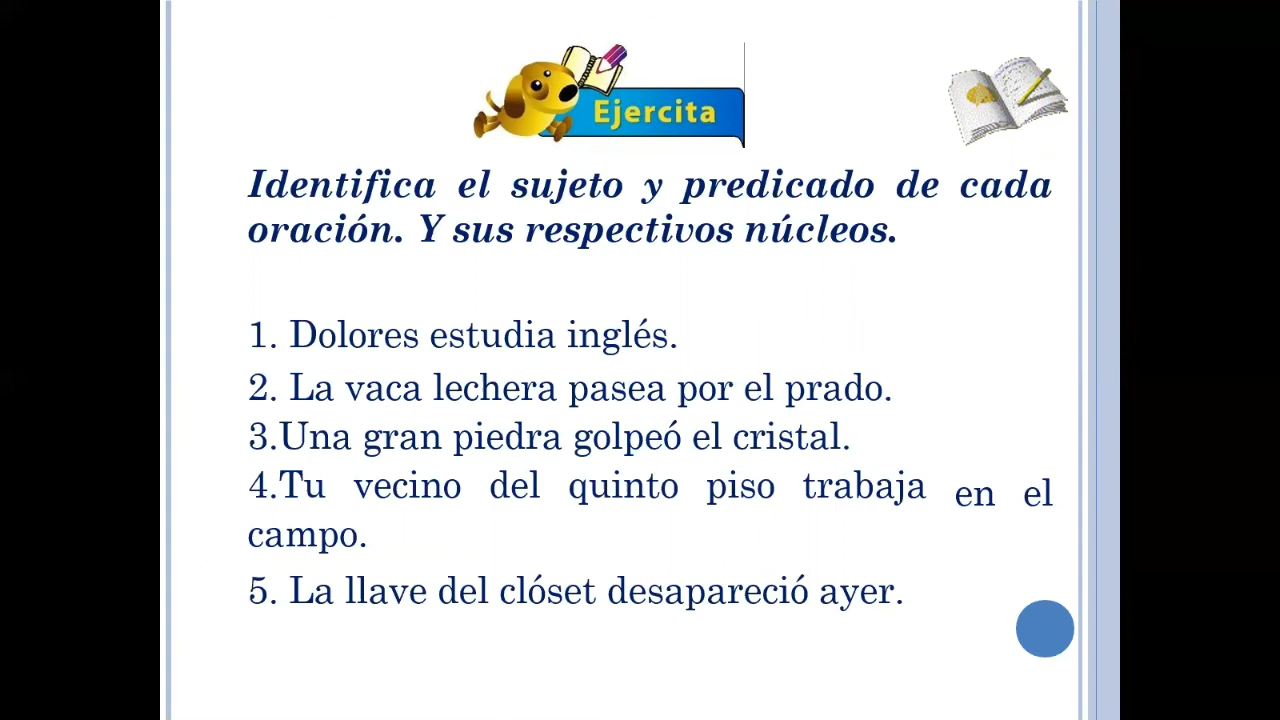 Ejercita
Identifica el sujeto y predicado de cada
oración. Y sus respectivos núcleos.
1. Dolores estudia inglés.
2. La vaca lechera pasea por el prado.
3.Una gran piedra golpeó el cristal.
4.Tu vecino del quinto piso trabaja en el
campo.
5. La llave del clóset desapareció ayer.